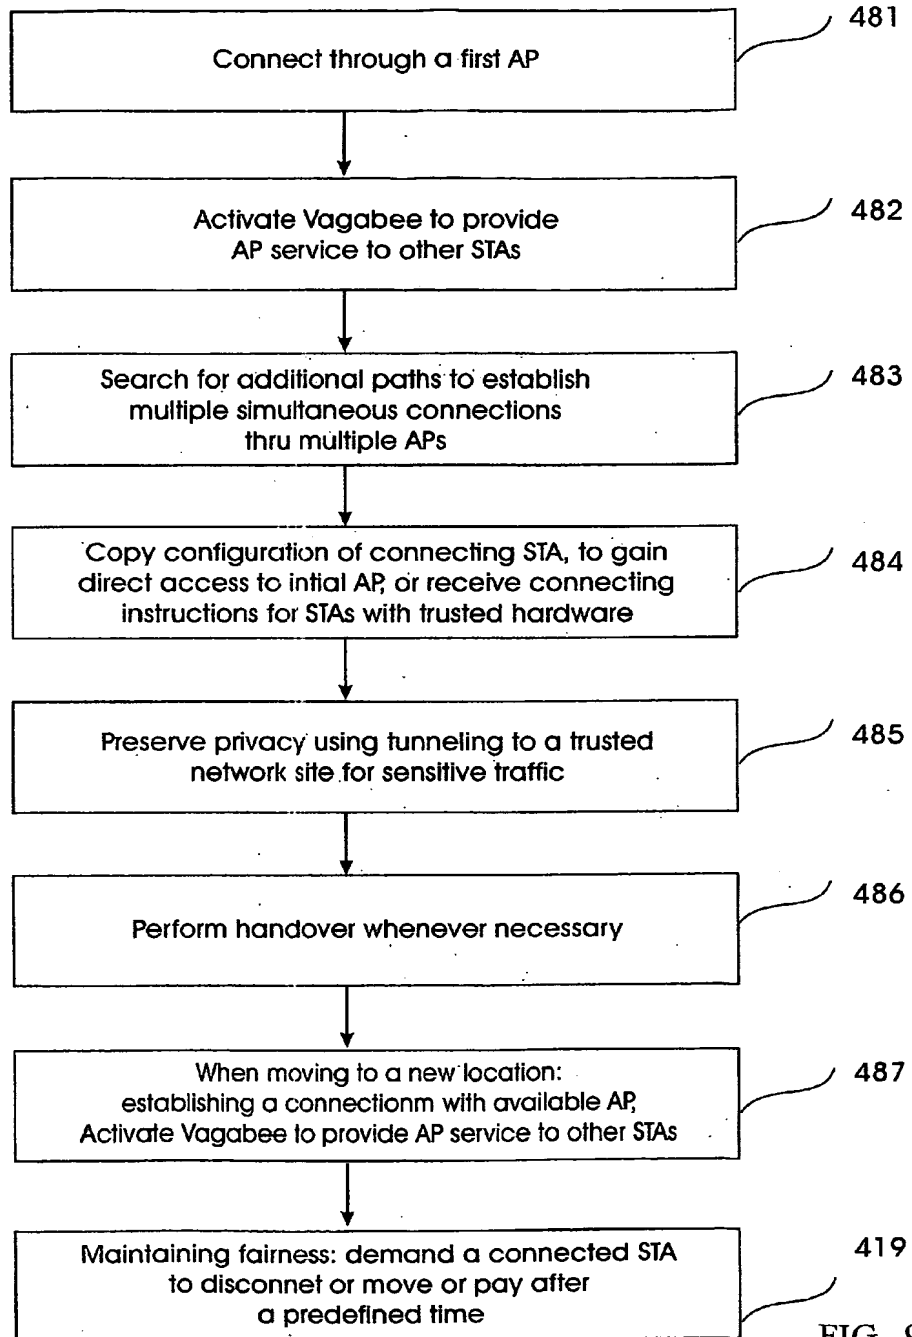 481
Connect through a first AP
482
Activate Vagabee to provide
AP service to other STAs
483
Search for additional paths to establish
multiple simultaneous connections
thru multiple APs
484
Copy configuration of connecting STA, to gain
direct access to intial AP, or receive connecting
instructions for STAs with trusted hardware
485
Preserve privacy using tunneling to a trusted
network site for sensitive traffic
486
Perform handover whenever necessary
487
When moving to a new location:
establishing a connectionm with available AP,
Activate Vagabee to provide AP service to other STAs
419
Maintaining fairness: demand a connected STA
to disconnet or move or pay after
a predefined time
FIG.